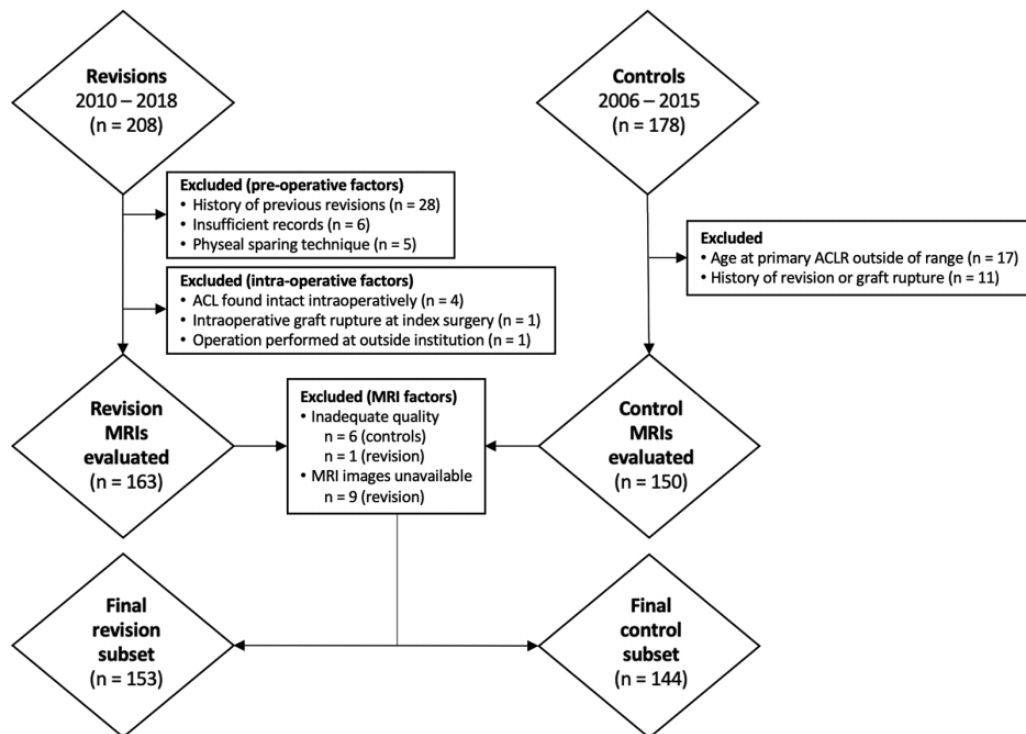 Revisions
2010 – 2018
(n = 208)
Controls
2006 – 2015
(n = 178)
Excluded (pre-operative factors)
• History of previous revisions (n = 28)
• Insufficient records (n = 6)
• Physeal sparing technique (n = 5)
Excluded
• Age at primary ACLR outside of range (n = 17)
• History of revision or graft rupture (n = 11)
Excluded (intra-operative factors)
• ACL found intact intraoperatively (n = 4)
• Intraoperative graft rupture at index surgery (n = 1)
• Operation performed at outside institution (n = 1)
Revision
MRIs
evaluated
(n = 163)
Excluded (MRI factors)
• Inadequate quality
n = 6 (controls)
n = 1 (revision)
• MRI images unavailable
n = 9 (revision)
Control
MRIs
evaluated
(n = 150)
Final
revision
subset
(n = 153)
Final
control
subset
(n = 144)